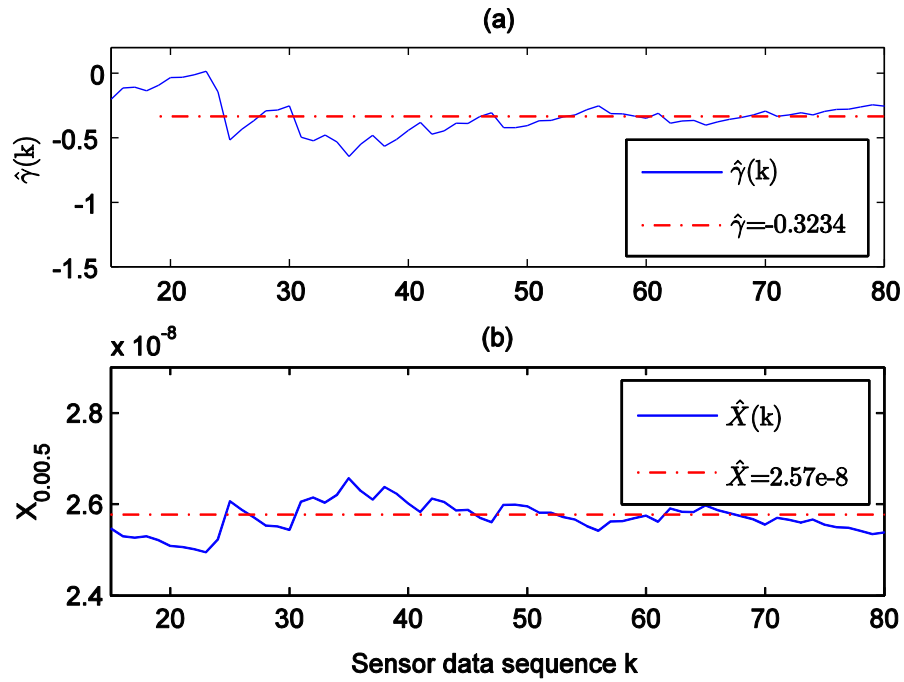 (a)
0
-0.5
-1
-1.5
γ̂(k)
γ̂(k)
γ̂=-0.3234
20 30 40 50 60 70 80
x 10^-8
(b)
2.8
2.6
2.4
X_0.00.5
X̂(k)
X̂=2.57e-8
20 30 40 50 60 70 80
Sensor data sequence k